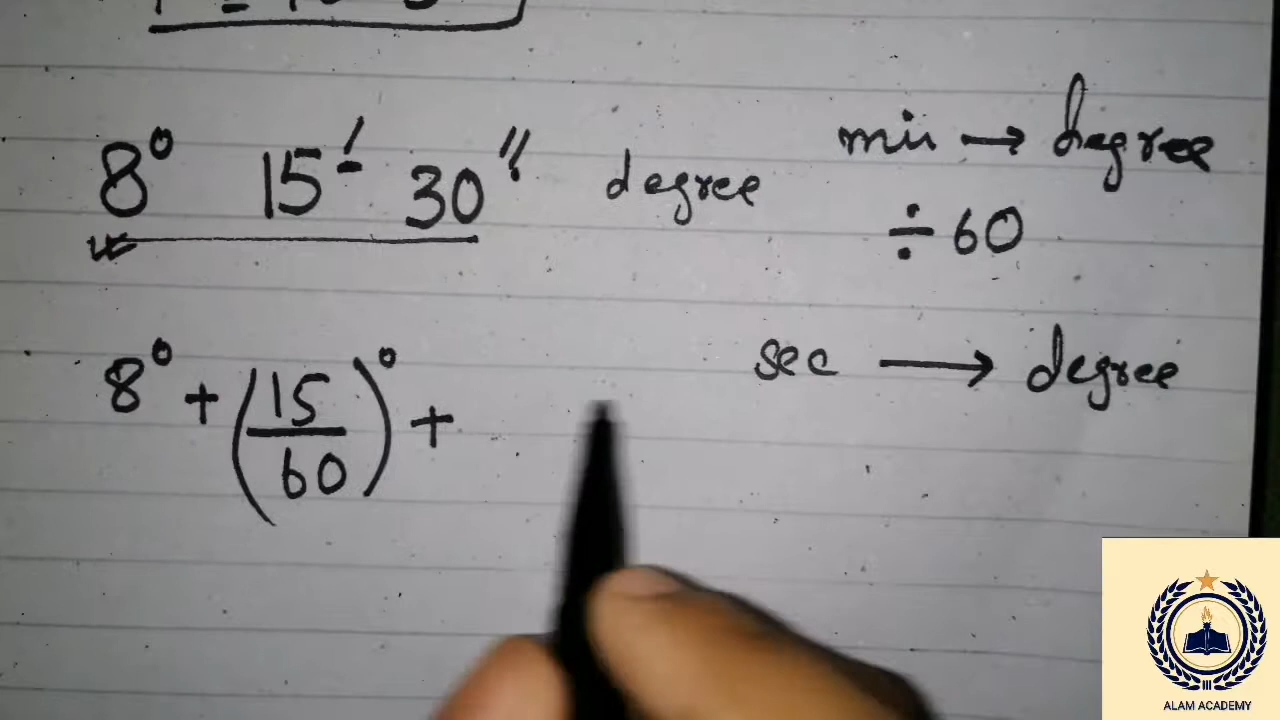 8° 15′ 30″ degree
min → degree
÷ 60
8° + (15/60)° +
sec → degree
ALAM ACADEMY